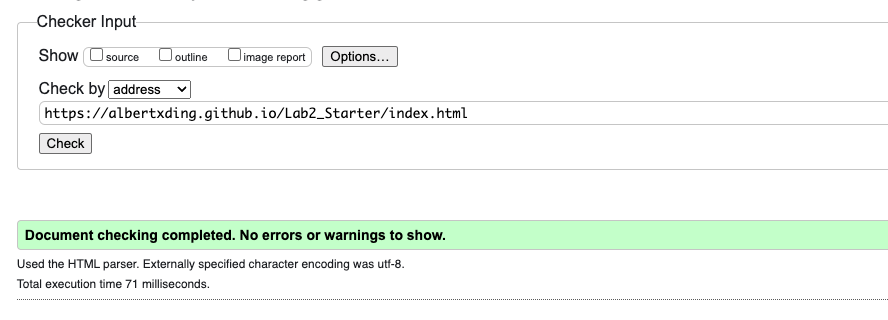 Checker Input
Show source outline image report Options...
Check by address
https://albertxding.github.io/Lab2_Starter/index.html
Check
Document checking completed. No errors or warnings to show.
Used the HTML parser. Externally specified character encoding was utf-8.
Total execution time 71 milliseconds.